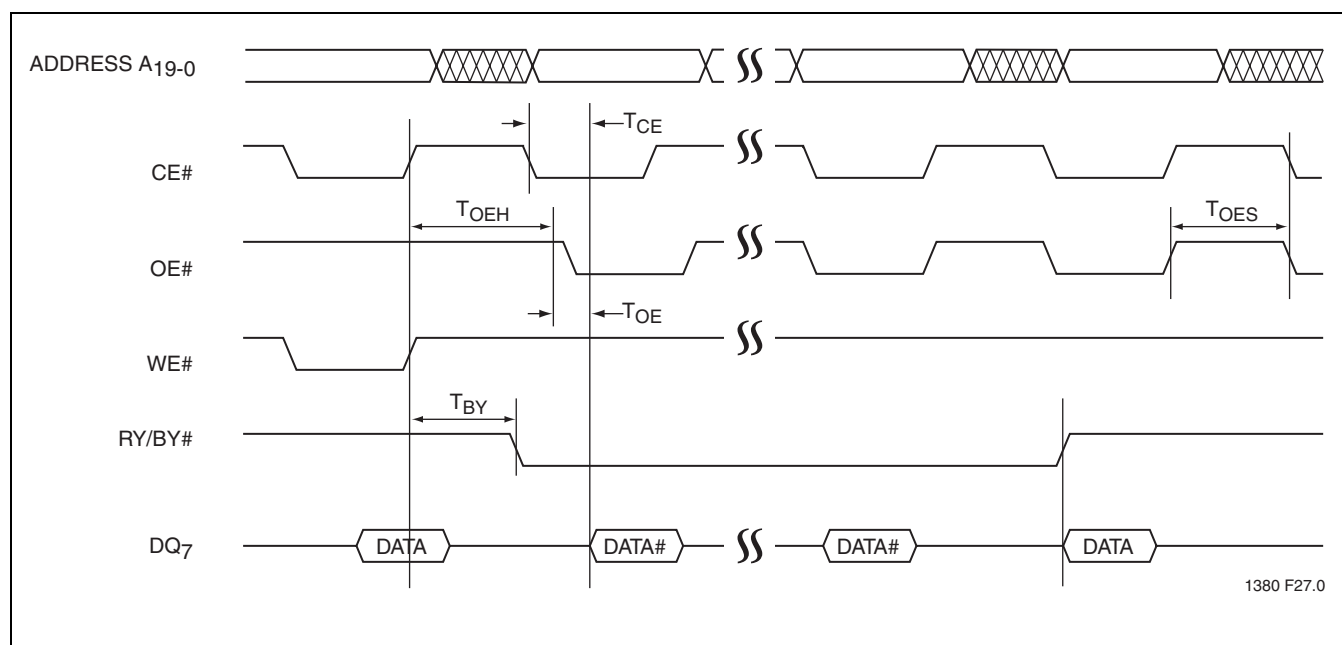 ADDRESS A19-0
TCE
CE#
TOEH
TOES
OE#
TOE
WE#
TBY
RY/BY#
DQ7
DATA
DATA#
DATA#
DATA
1380 F27.0